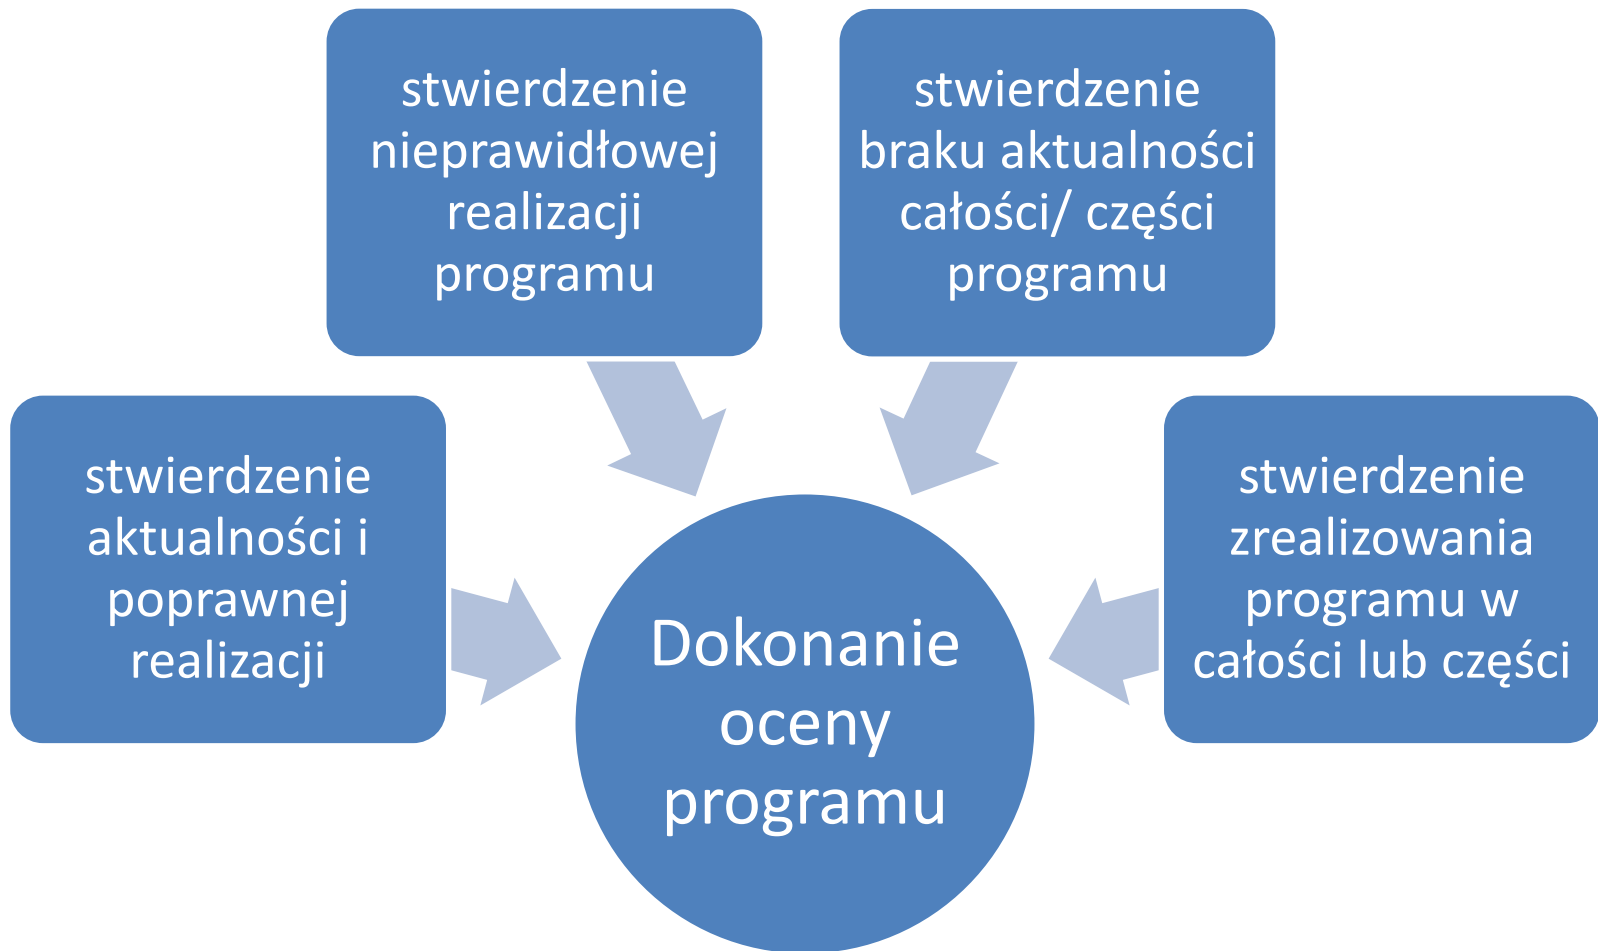 stwierdzenie
nieprawidłowej
realizacji
programu
stwierdzenie
braku aktualności
całości/ części
programu
stwierdzenie
aktualności i
poprawnej
realizacji
stwierdzenie
zrealizowania
programu w
całości lub części
Dokonanie
oceny
programu